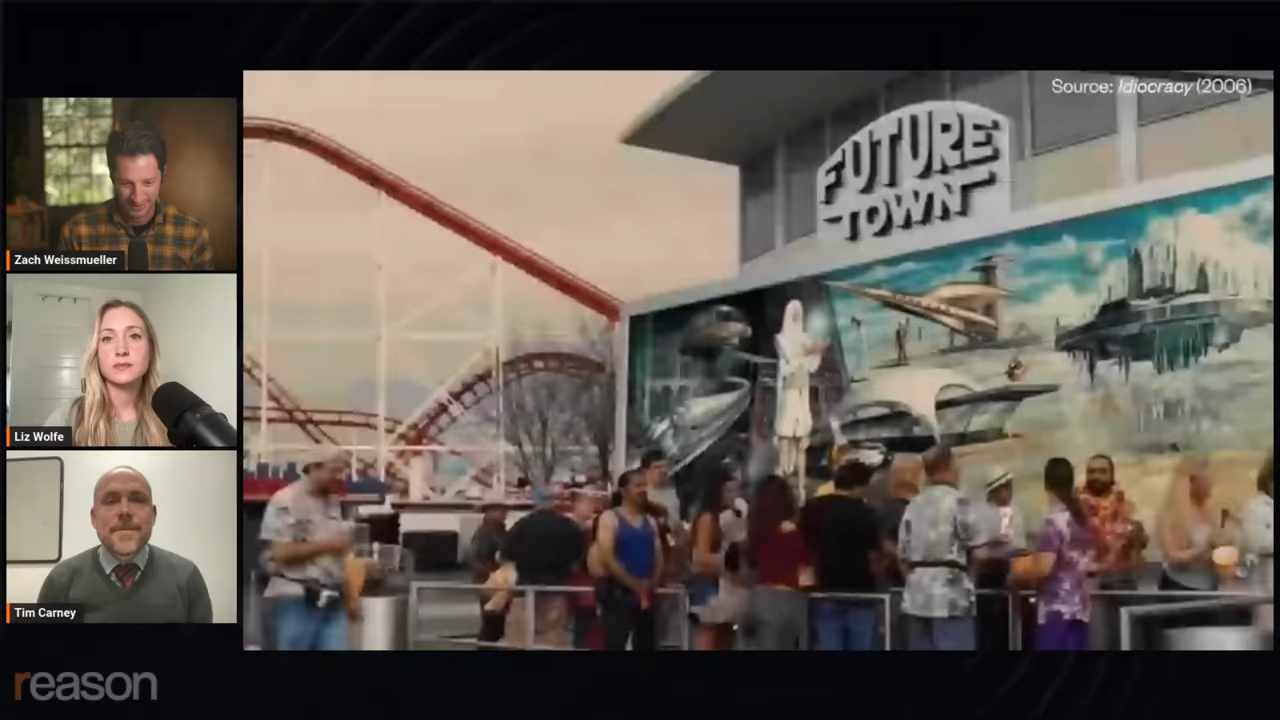 Source: Idiocracy (2006)
FUTURE
TOWN
Zach Weissmueller
Liz Wolfe
Tim Carney
reason